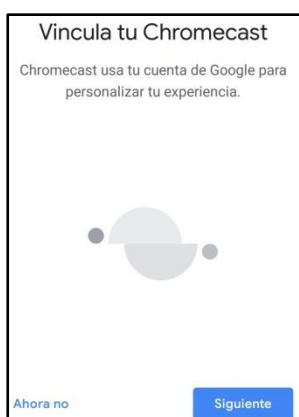 Vincula tu Chromecast
Chromecast usa tu cuenta de Google para
personalizar tu experiencia.
Ahora no
Siguiente